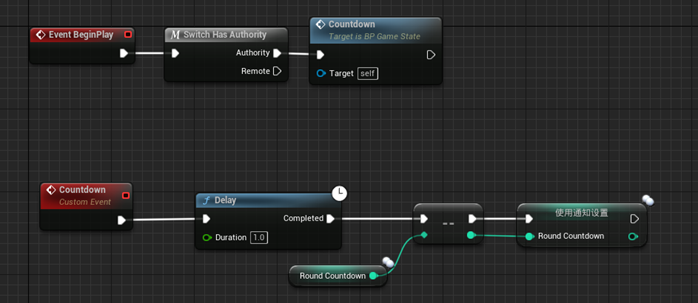 Event BeginPlay
Switch Has Authority
Authority
Remote
Countdown
Target is BP Game State
Target self
Countdown
Custom Event
Delay
Completed
Duration 1.0
Round Countdown
--
使用通知设置
Round Countdown